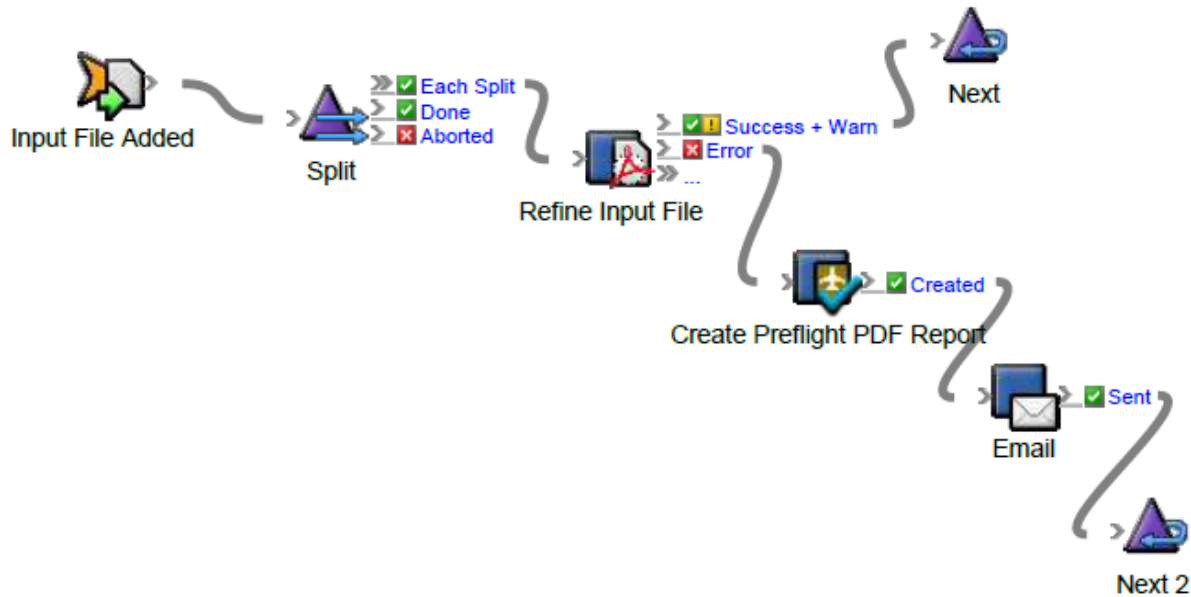 Input File Added
Split
Each Split
Done
Aborted
Refine Input File
Success + Warn
Error
...
Next
Create Preflight PDF Report
Created
Email
Sent
Next 2